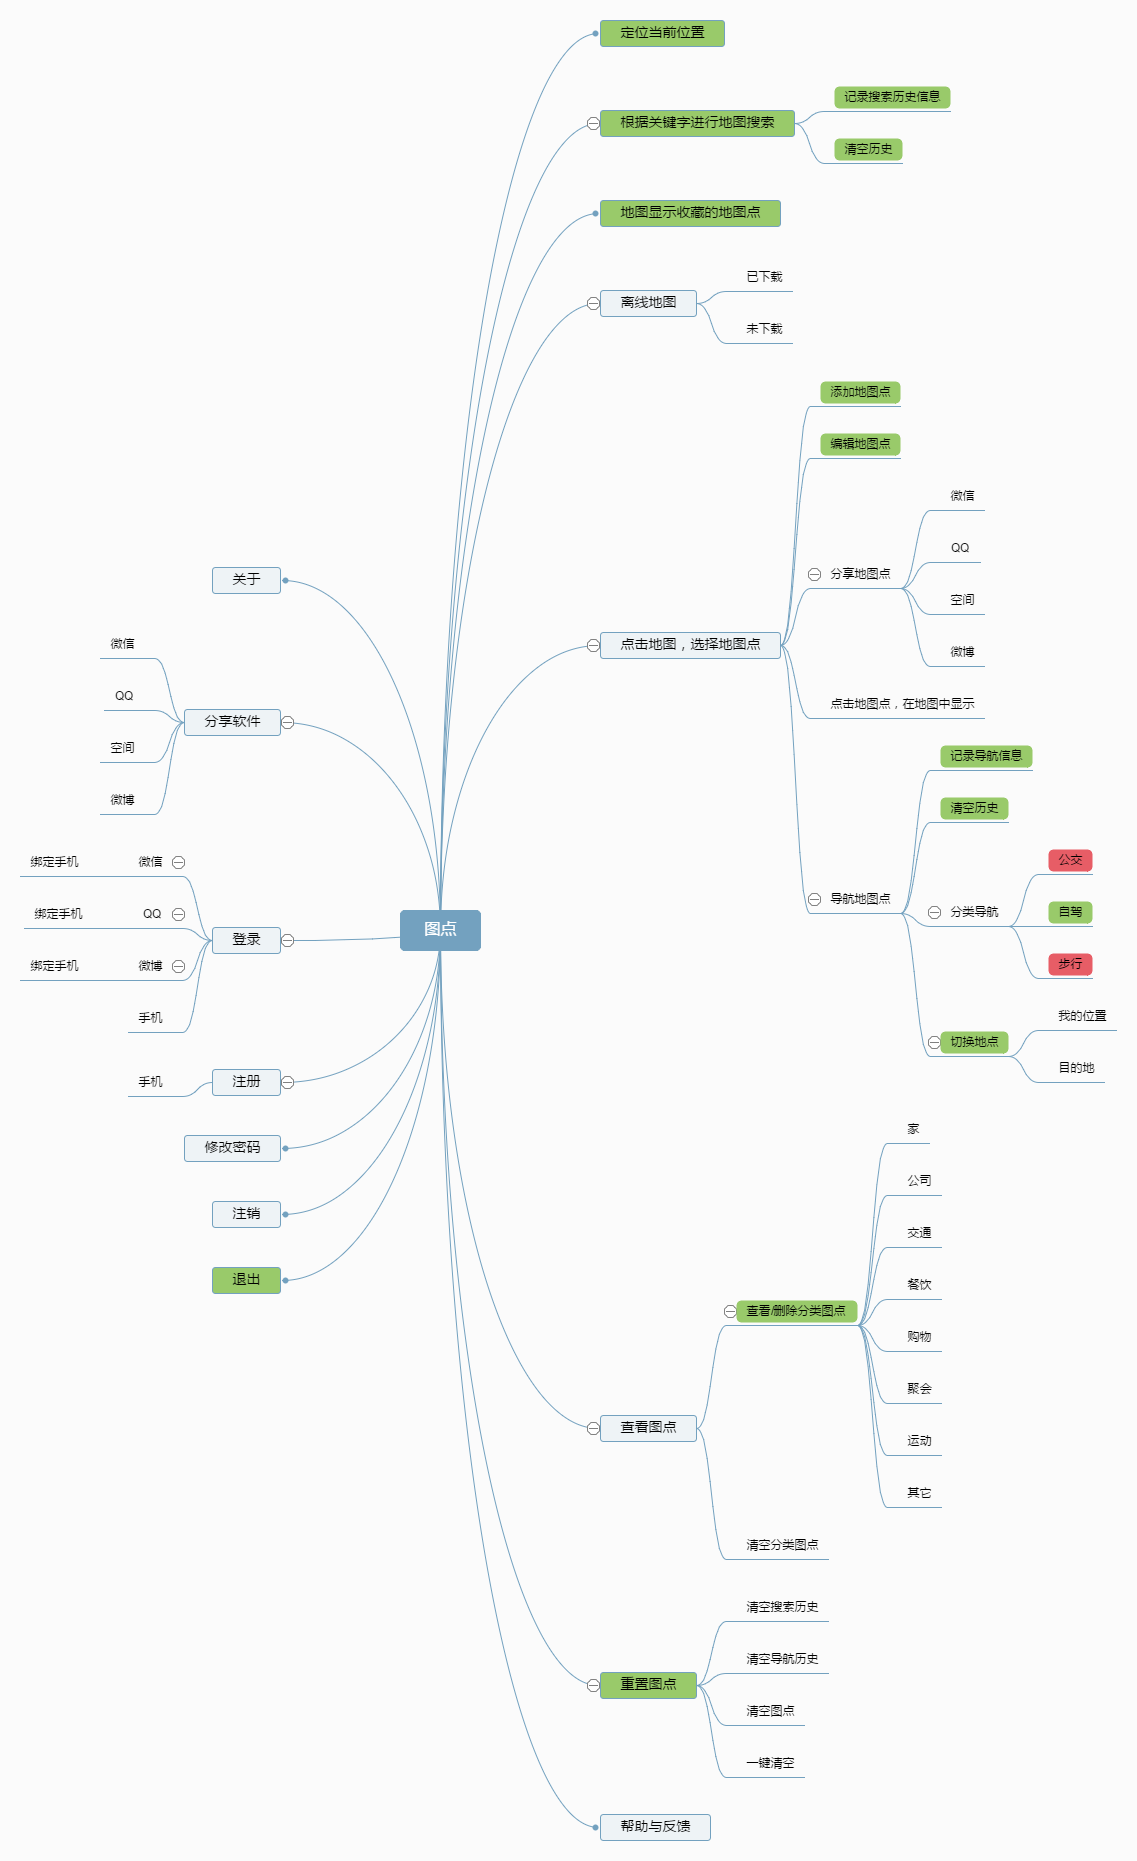 定位当前位置
根据关键字进行地图搜索
记录搜索历史信息
清空历史
地图显示收藏的地图点
离线地图
已下载
未下载
点击地图，选择地图点
添加地图点
编辑地图点
分享地图点
微信
QQ
空间
微博
点击地图点，在地图中显示
导航地图点
记录导航信息
清空历史
分类导航
公交
自驾
步行
切换地点
我的位置
目的地
图点
关于
分享软件
微信
QQ
空间
微博
登录
微信
绑定手机
QQ
绑定手机
微博
绑定手机
手机
注册
手机
修改密码
注销
退出
查看图点
查看/删除分类图点
家
公司
交通
餐饮
购物
聚会
运动
其它
清空分类图点
重置图点
清空搜索历史
清空导航历史
清空图点
一键清空
帮助与反馈